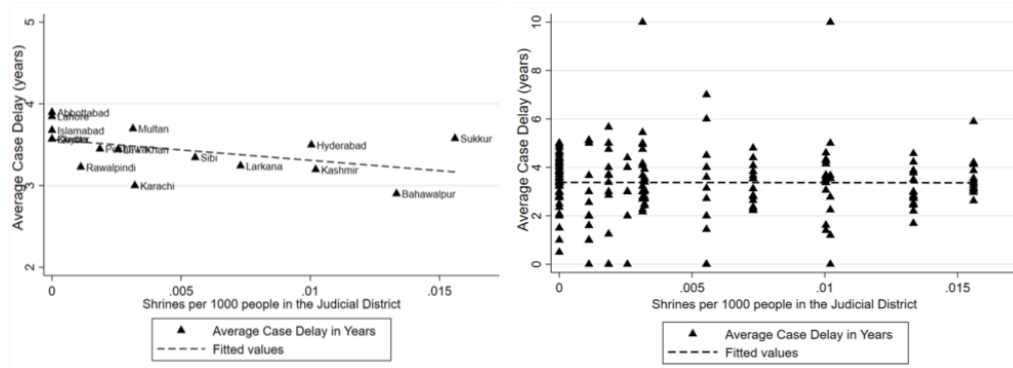 Average Case Delay (years)
5
4
3
2
Abbottabad
Lahore
Islamabad
Multan
Rawalpindi
Karachi
Sibi
Larkana
Hyderabad
Kashmir
Bahawalpur
Sukkur
0 .005 .01 .015
Shrines per 1000 people in the Judicial District
Average Case Delay in Years
Fitted values
Average Case Delay (years)
10
8
6
4
2
0
0 .005 .01 .015
Shrines per 1000 people in the Judicial District
Average Case Delay in Years
Fitted values